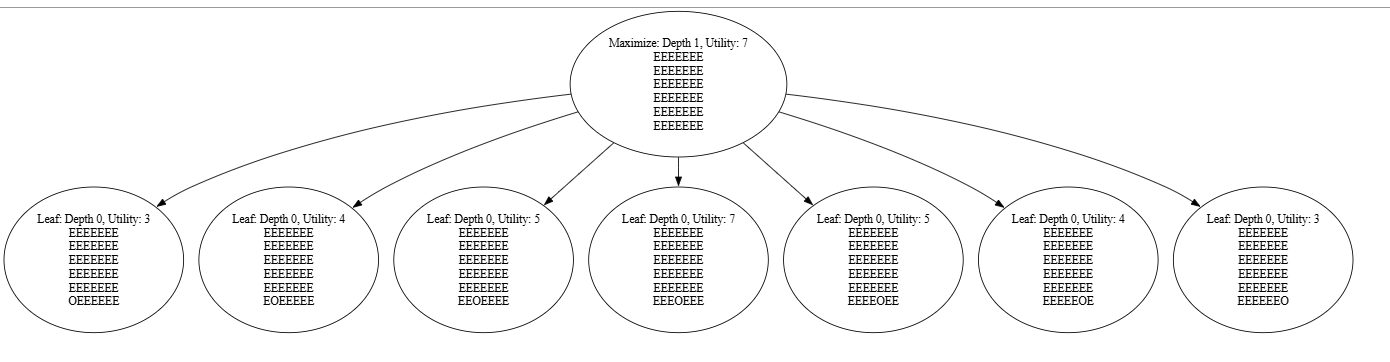 Maximize: Depth 1, Utility: 7
EEEEEEE
EEEEEEE
EEEEEEE
EEEEEEE
EEEEEEE
EEEEEEE
Leaf: Depth 0, Utility: 3
EEEEEEE
EEEEEEE
EEEEEEE
EEEEEEE
EEEEEEE
OEEEEEE
Leaf: Depth 0, Utility: 4
EEEEEEE
EEEEEEE
EEEEEEE
EEEEEEE
EEEEEEE
EOEEEEE
Leaf: Depth 0, Utility: 5
EEEEEEE
EEEEEEE
EEEEEEE
EEEEEEE
EEEEEEE
EEOEEEE
Leaf: Depth 0, Utility: 7
EEEEEEE
EEEEEEE
EEEEEEE
EEEEEEE
EEEEEEE
EEEOEEE
Leaf: Depth 0, Utility: 5
EEEEEEE
EEEEEEE
EEEEEEE
EEEEEEE
EEEEEEE
EEEEOEE
Leaf: Depth 0, Utility: 4
EEEEEEE
EEEEEEE
EEEEEEE
EEEEEEE
EEEEEEE
EEEEEOE
Leaf: Depth 0, Utility: 3
EEEEEEE
EEEEEEE
EEEEEEE
EEEEEEE
EEEEEEE
EEEEEEO